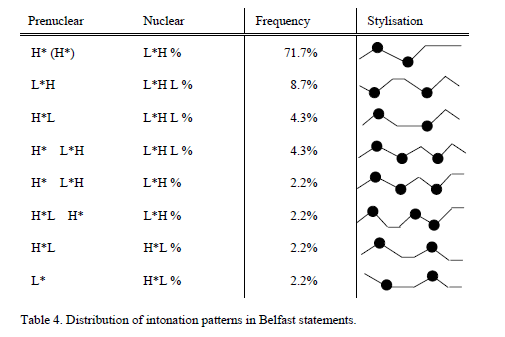 Prenuclear Nuclear Frequency Stylisation
H* (H*) L*H % 71.7%
L*H L*H L % 8.7%
H*L L*H L % 4.3%
H* L*H L*H L % 4.3%
H* L*H L*H % 2.2%
H*L H* L*H % 2.2%
H*L H*L % 2.2%
L* H*L % 2.2%
Table 4. Distribution of intonation patterns in Belfast statements.